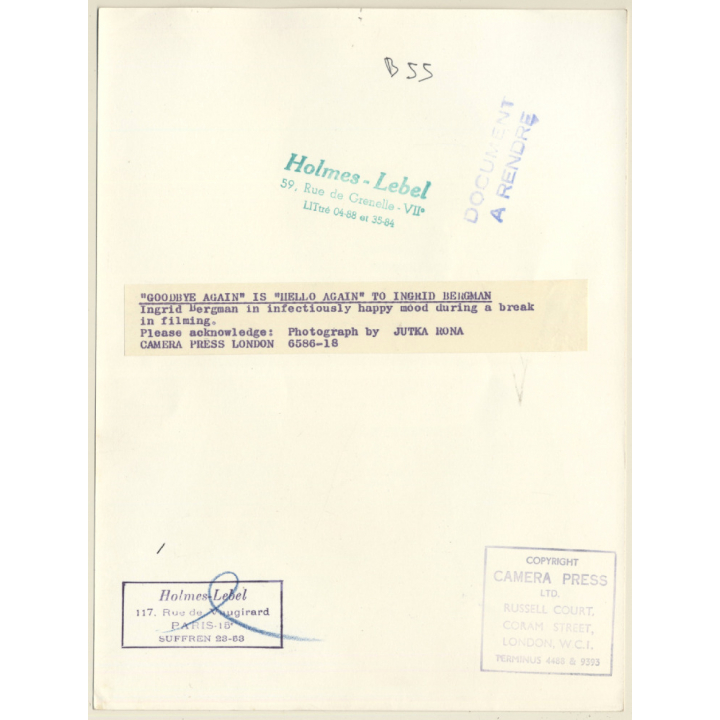 B55
DOCUMENT
A RENDRE
Holmes-Lebel
59, Rue de Grenelle - VIIe
LITtré 04-88 et 35-84
"GOODBYE AGAIN" IS "HELLO AGAIN" TO INGRID BERGMAN
Ingrid Bergman in infectiously happy mood during a break
in filming.
Please acknowledge: Photograph by JUTKA RONA
CAMERA PRESS LONDON 6586-18
Holmes-Lebel
117, Rue de Vaugirard
PARIS-15e
SUFFREN 23-63
COPYRIGHT
CAMERA PRESS
LTD.
RUSSELL COURT,
CORAM STREET,
LONDON, W.C.1.
TERMINUS 4488 & 9393